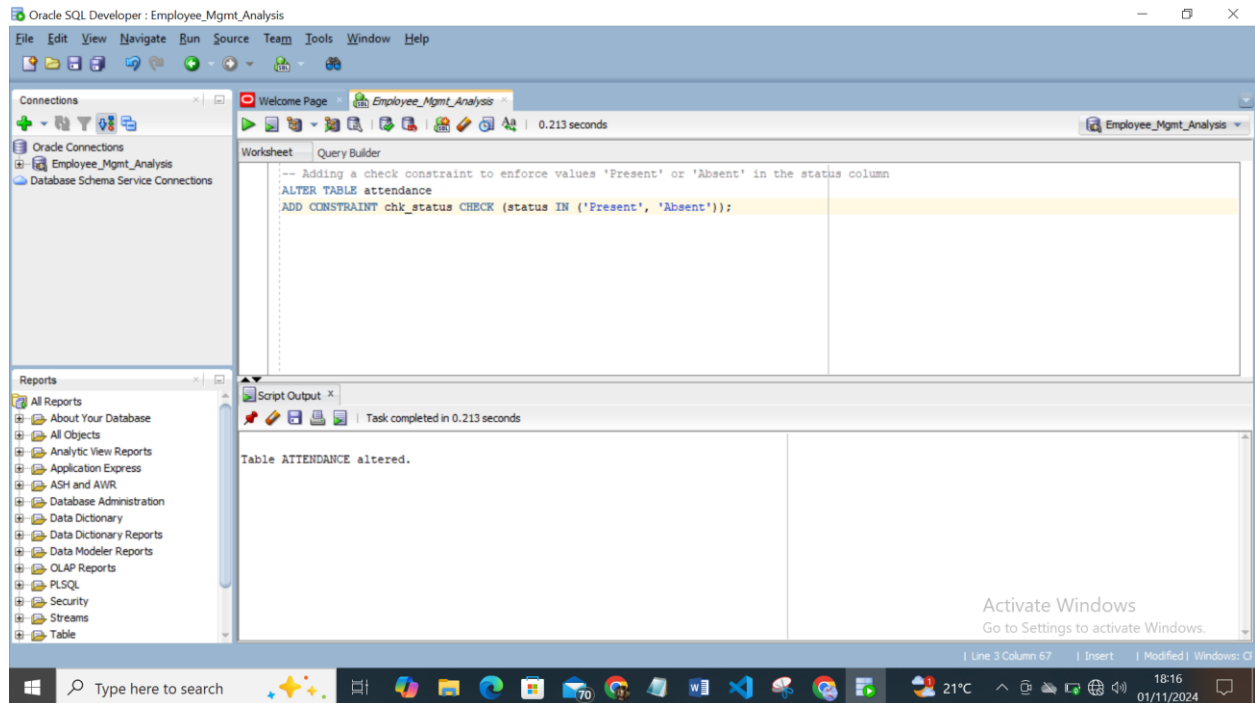 Oracle SQL Developer : Employee_Mgmt_Analysis
File Edit View Navigate Run Source Team Tools Window Help
Connections
Welcome Page
Employee_Mgmt_Analysis
0.213 seconds
Employee_Mgmt_Analysis
Oracle Connections
Employee_Mgmt_Analysis
Database Schema Service Connections
Worksheet Query Builder
-- Adding a check constraint to enforce values 'Present' or 'Absent' in the status column
ALTER TABLE attendance
ADD CONSTRAINT chk_status CHECK (status IN ('Present', 'Absent'));
Reports
All Reports
About Your Database
All Objects
Analytic View Reports
Application Express
ASH and AWR
Database Administration
Data Dictionary
Data Dictionary Reports
Data Modeler Reports
OLAP Reports
PLSQL
Security
Streams
Table
Script Output
Task completed in 0.213 seconds
Table ATTENDANCE altered.
Activate Windows
Go to Settings to activate Windows.
| Line 3 Column 67 | Insert | Modified | Windows: CF
Type here to search
70
21°C
18:16
01/11/2024